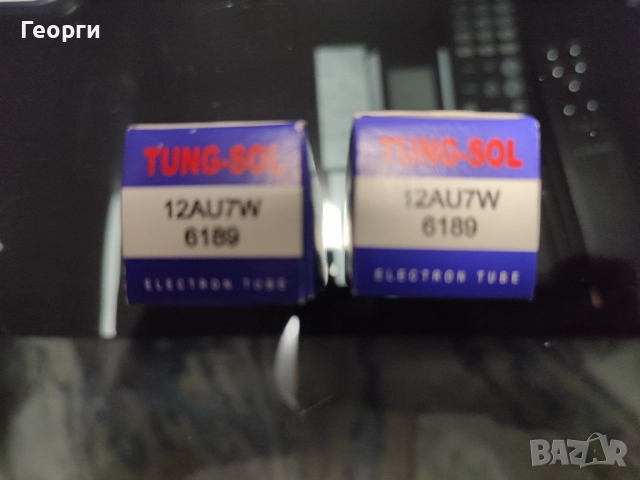 Георги
TUNG-SOL
12AU7W
6189
ELECTRON TUBE
TUNG-SOL
12AU7W
6189
ELECTRON TUBE
BAZAR